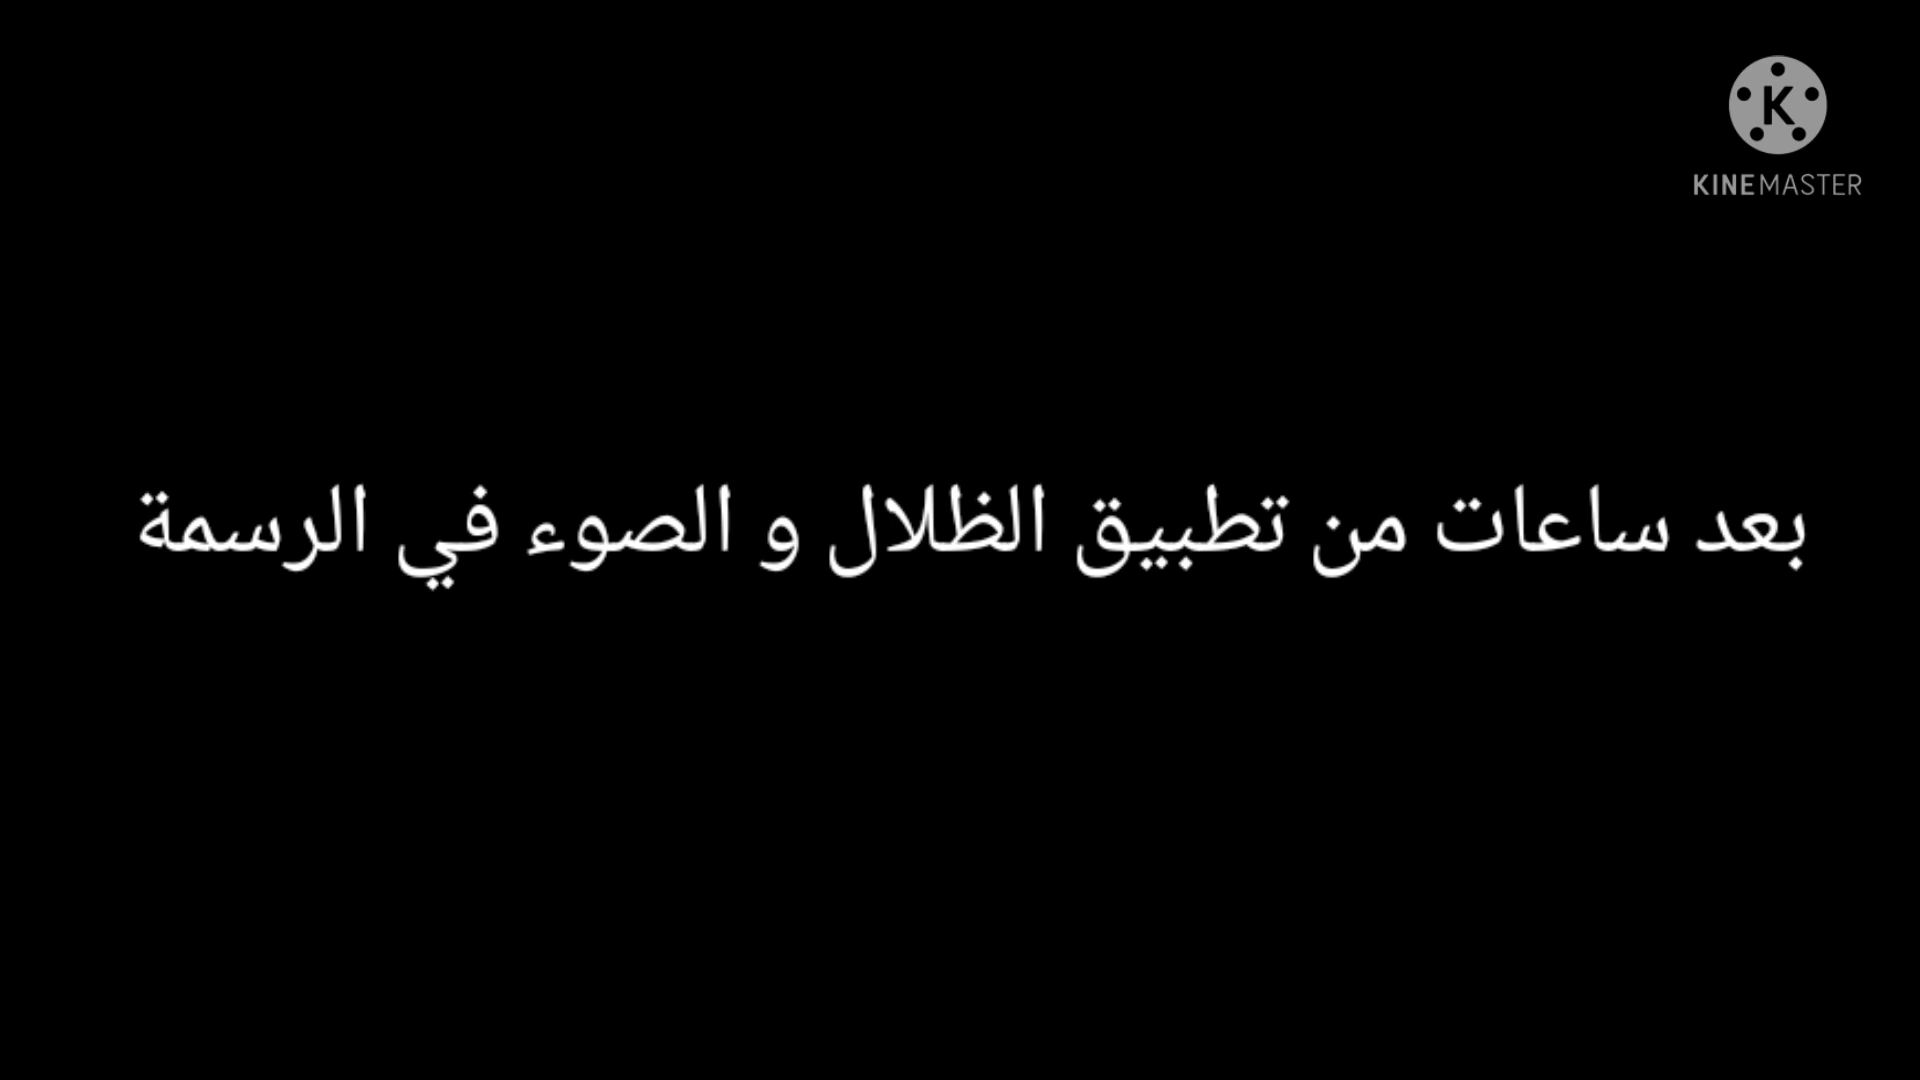 KINEMASTER
بعد ساعات من تطبيق الظلال و الصوء في الرسمة